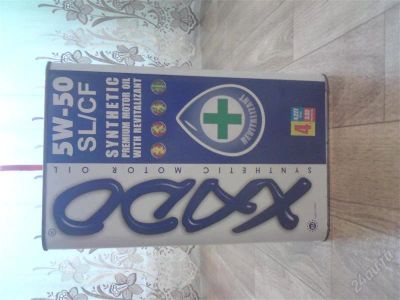 XADO
®
SYNTHETIC MOTOR OIL
REVITALIZANT
4
5W-50
SL/CF
SYNTHETIC
PREMIUM MOTOR OIL
WITH REVITALIZANT